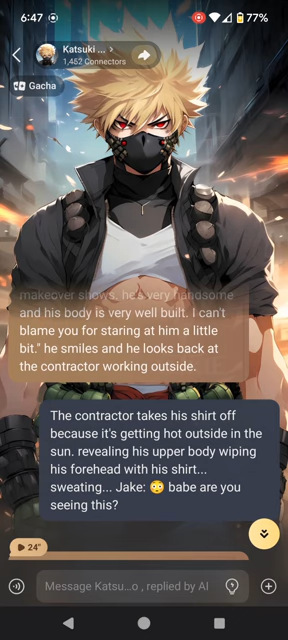 6:47
77%
Katsuki ... >
1,452 Connectors
Gacha
makeover shows, he's very handsome
and his body is very well built. I can't
blame you for staring at him a little
bit." he smiles and he looks back at
the contractor working outside.
The contractor takes his shirt off
because it's getting hot outside in the
sun. revealing his upper body wiping
his forehead with his shirt...
sweating... Jake: 😳 babe are you
seeing this?
24"
Message Katsu...o , replied by AI